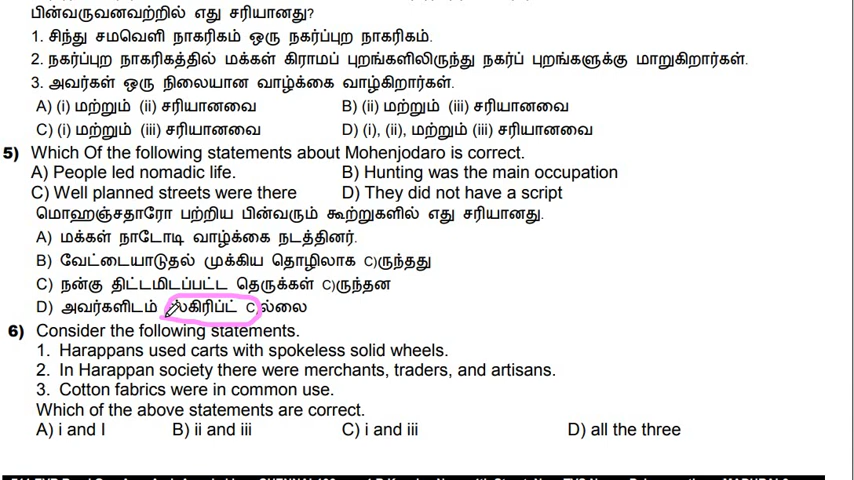 பின்வருவனவற்றில் எது சரியானது?
1. சிந்து சமவெளி நாகரிகம் ஒரு நகர்ப்புற நாகரிகம்.
2. நகர்ப்புற நாகரிகத்தில் மக்கள் கிராமப் புறங்களிலிருந்து நகர்ப் புறங்களுக்கு மாறுகிறார்கள்.
3. அவர்கள் ஒரு நிலையான வாழ்க்கை வாழ்கிறார்கள்.
A) (i) மற்றும் (ii) சரியானவை B) (ii) மற்றும் (iii) சரியானவை
C) (i) மற்றும் (iii) சரியானவை D) (i), (ii), மற்றும் (iii) சரியானவை
5) Which Of the following statements about Mohenjodaro is correct.
A) People led nomadic life. B) Hunting was the main occupation
C) Well planned streets were there D) They did not have a script
மொஹஞ்சதாரோ பற்றிய பின்வரும் கூற்றுகளில் எது சரியானது.
A) மக்கள் நாடோடி வாழ்க்கை நடத்தினர்.
B) வேட்டையாடுதல் முக்கிய தொழிலாக C)ருந்தது
C) நன்கு திட்டமிடப்பட்ட தெருக்கள் C)ருந்தன
D) அவர்களிடம் ஸ்கிரிப்ட் C)ல்லை
6) Consider the following statements.
1. Harappans used carts with spokeless solid wheels.
2. In Harappan society there were merchants, traders, and artisans.
3. Cotton fabrics were in common use.
Which of the above statements are correct.
A) i and I B) ii and iii C) i and iii D) all the three